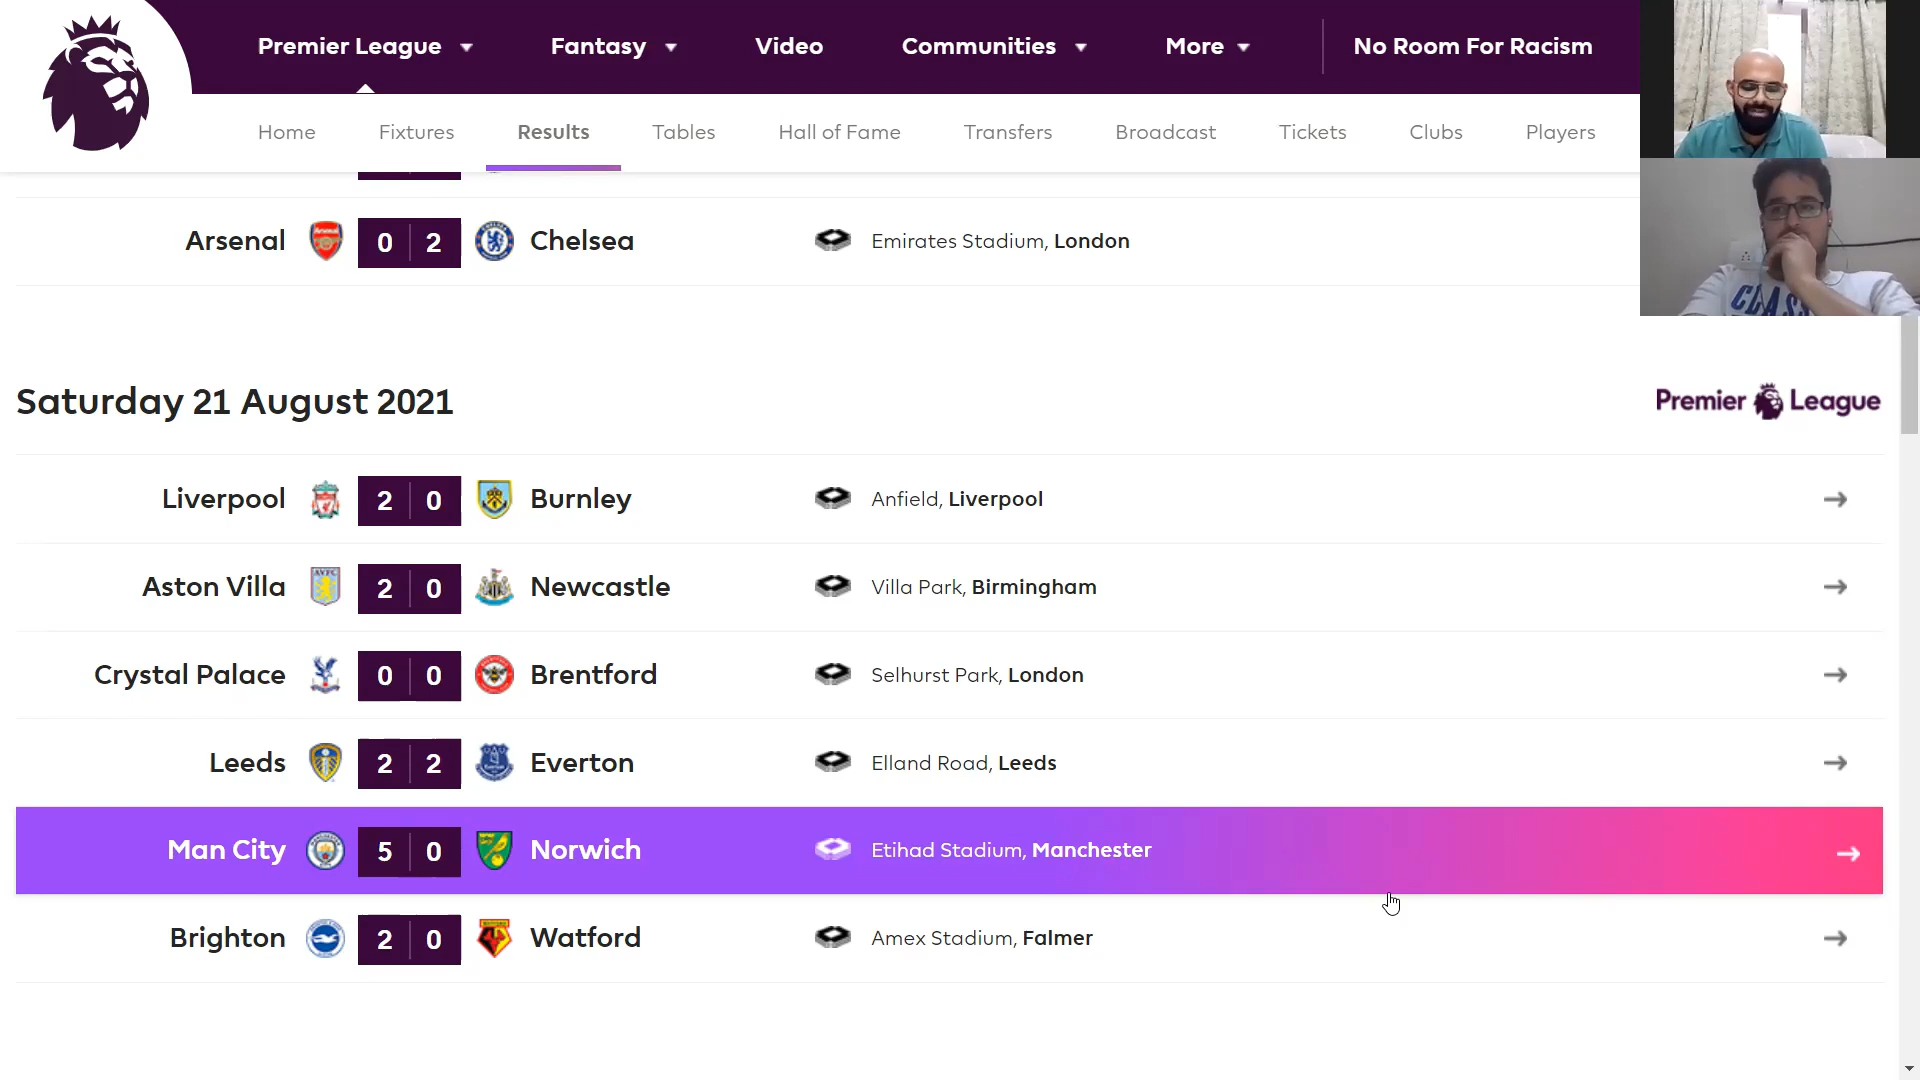 Premier League Fantasy Video Communities More No Room For Racism
Home Fixtures Results Tables Hall of Fame Transfers Broadcast Tickets Clubs Players
Arsenal 0 2 Chelsea Emirates Stadium, London
CLASS
Saturday 21 August 2021 Premier League
Liverpool 2 0 Burnley Anfield, Liverpool
Aston Villa 2 0 Newcastle Villa Park, Birmingham
Crystal Palace 0 0 Brentford Selhurst Park, London
Leeds 2 2 Everton Elland Road, Leeds
Man City 5 0 Norwich Etihad Stadium, Manchester
Brighton 2 0 Watford Amex Stadium, Falmer